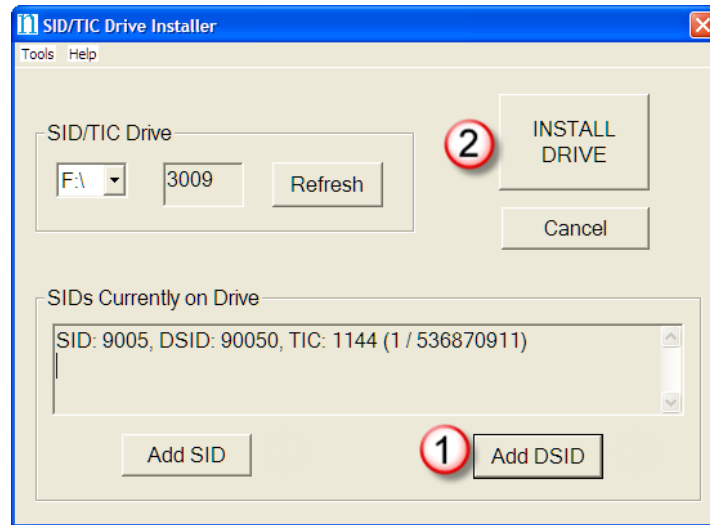 SID/TIC Drive Installer
Tools Help
SID/TIC Drive
F:\ 3009 Refresh
2 INSTALL DRIVE
Cancel
SIDs Currently on Drive
SID: 9005, DSID: 90050, TIC: 1144 (1 / 536870911)
Add SID
1 Add DSID